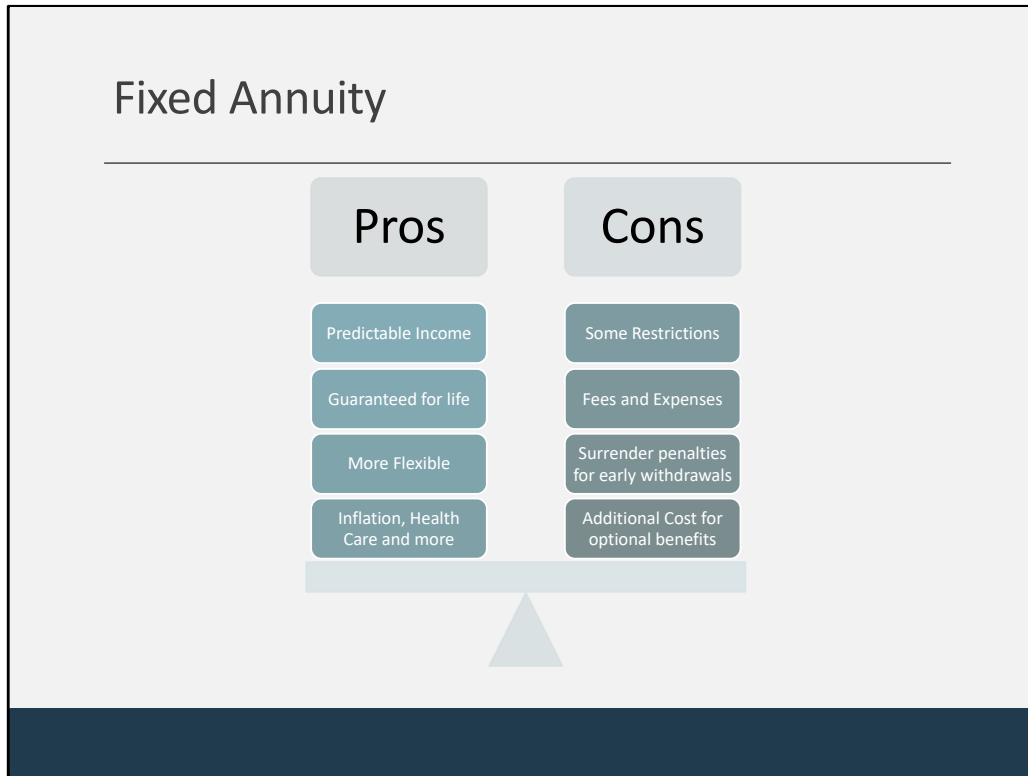 Fixed Annuity
Pros
Predictable Income
Guaranteed for life
More Flexible
Inflation, Health
Care and more
Cons
Some Restrictions
Fees and Expenses
Surrender penalties
for early withdrawals
Additional Cost for
optional benefits